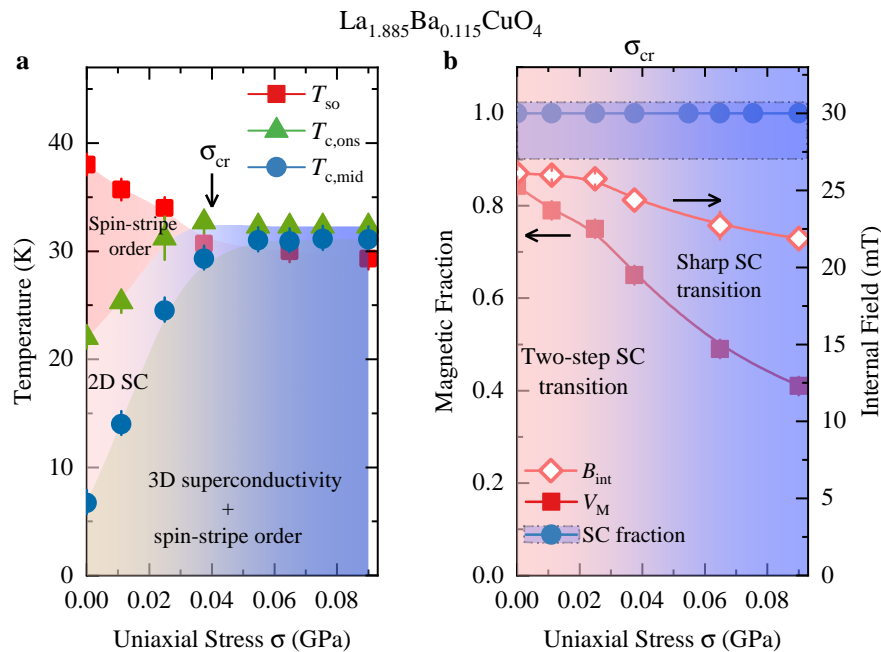 La1.885Ba0.115CuO4
a
Tso
Tc,ons
Tc,mid
σcr
Spin-stripe
order
2D SC
3D superconductivity
+
spin-stripe order
40
30
20
10
0
Temperature (K)
0.00 0.02 0.04 0.06 0.08
Uniaxial Stress σ (GPa)
b
σcr
1.0
0.8
0.6
0.4
0.2
0.0
Magnetic Fraction
Sharp SC
transition
Two-step SC
transition
Bint
VM
SC fraction
30
25
20
15
10
5
0
Internal Field (mT)
0.00 0.02 0.04 0.06 0.08
Uniaxial Stress σ (GPa)